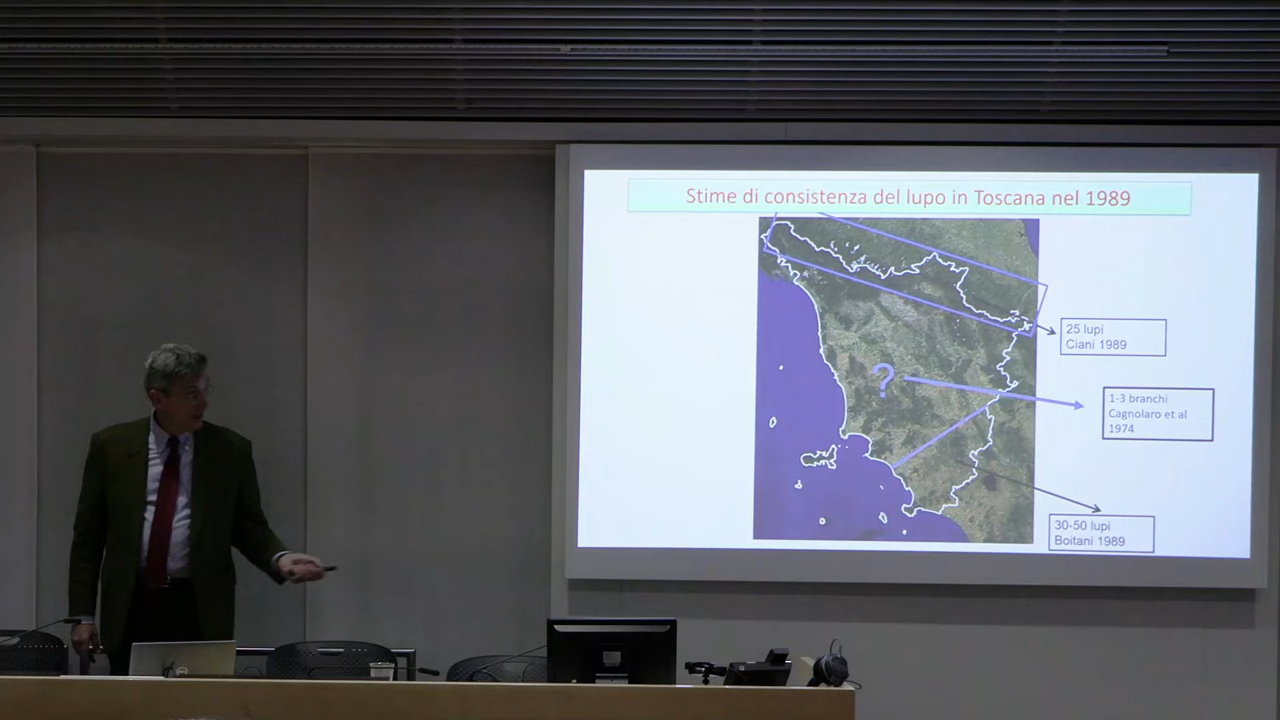 Stime di consistenza del lupo in Toscana nel 1989
25 lupi
Ciani 1989
?
1-3 branchi
Cagnolaro et al
1974
30-50 lupi
Boitani 1989